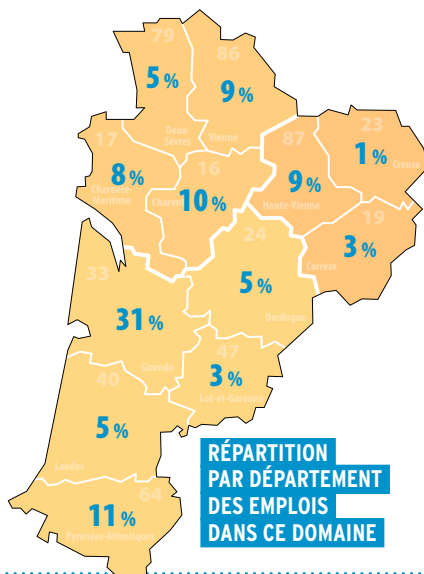 79
5 %
Deux-
Sèvres
86
9 %
Vienne
17
8 %
Charente-
Maritime
16
10 %
87
9 %
Haute-Vienne
23
1 %
Creuse
19
3 %
Corrèze
24
5 %
Dordogne
33
31 %
Gironde
47
3 %
Lot-et-Garonne
40
5 %
Landes
64
11 %
Pyrénées-Atlantiques
RÉPARTITION
PAR DÉPARTEMENT
DES EMPLOIS
DANS CE DOMAINE